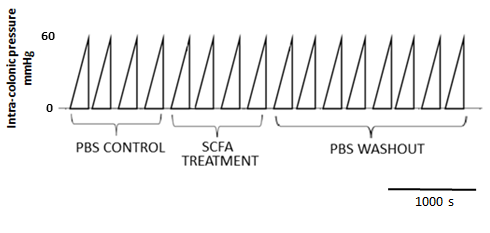 Intra-colonic pressure
mmHg
60
0
PBS CONTROL
SCFA
TREATMENT
PBS WASHOUT
1000 s